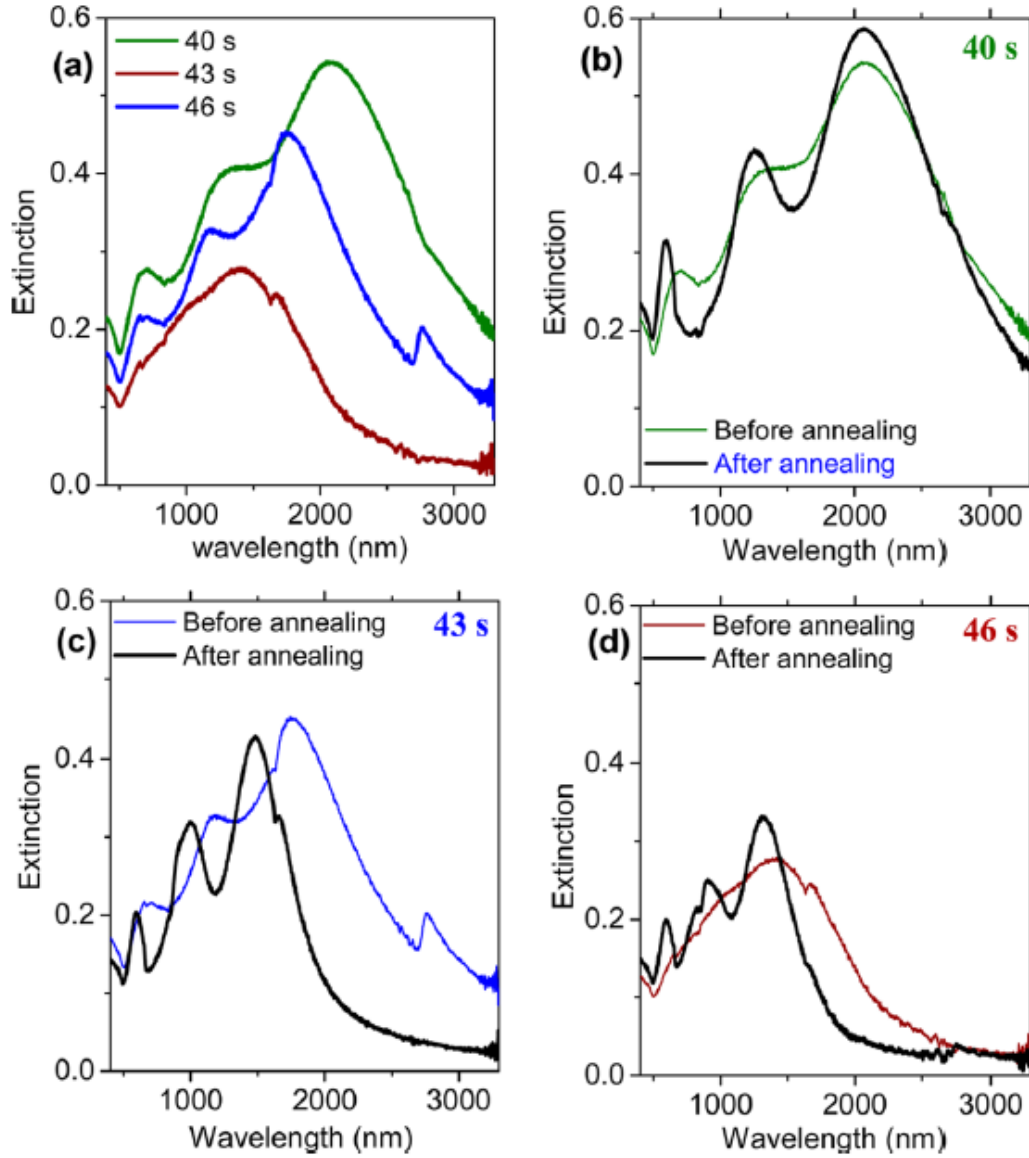 (a)
40 s
43 s
46 s
0.6
0.4
0.2
0.0
Extinction
1000
2000
3000
wavelength (nm)
(b)
40 s
0.6
0.4
0.2
0.0
Extinction
Before annealing
After annealing
1000
2000
3000
Wavelength (nm)
(c)
Before annealing
After annealing
43 s
0.6
0.4
0.2
0.0
Extinction
1000
2000
3000
Wavelength (nm)
(d)
Before annealing
After annealing
46 s
0.6
0.4
0.2
0.0
Extinction
1000
2000
3000
Wavelength (nm)